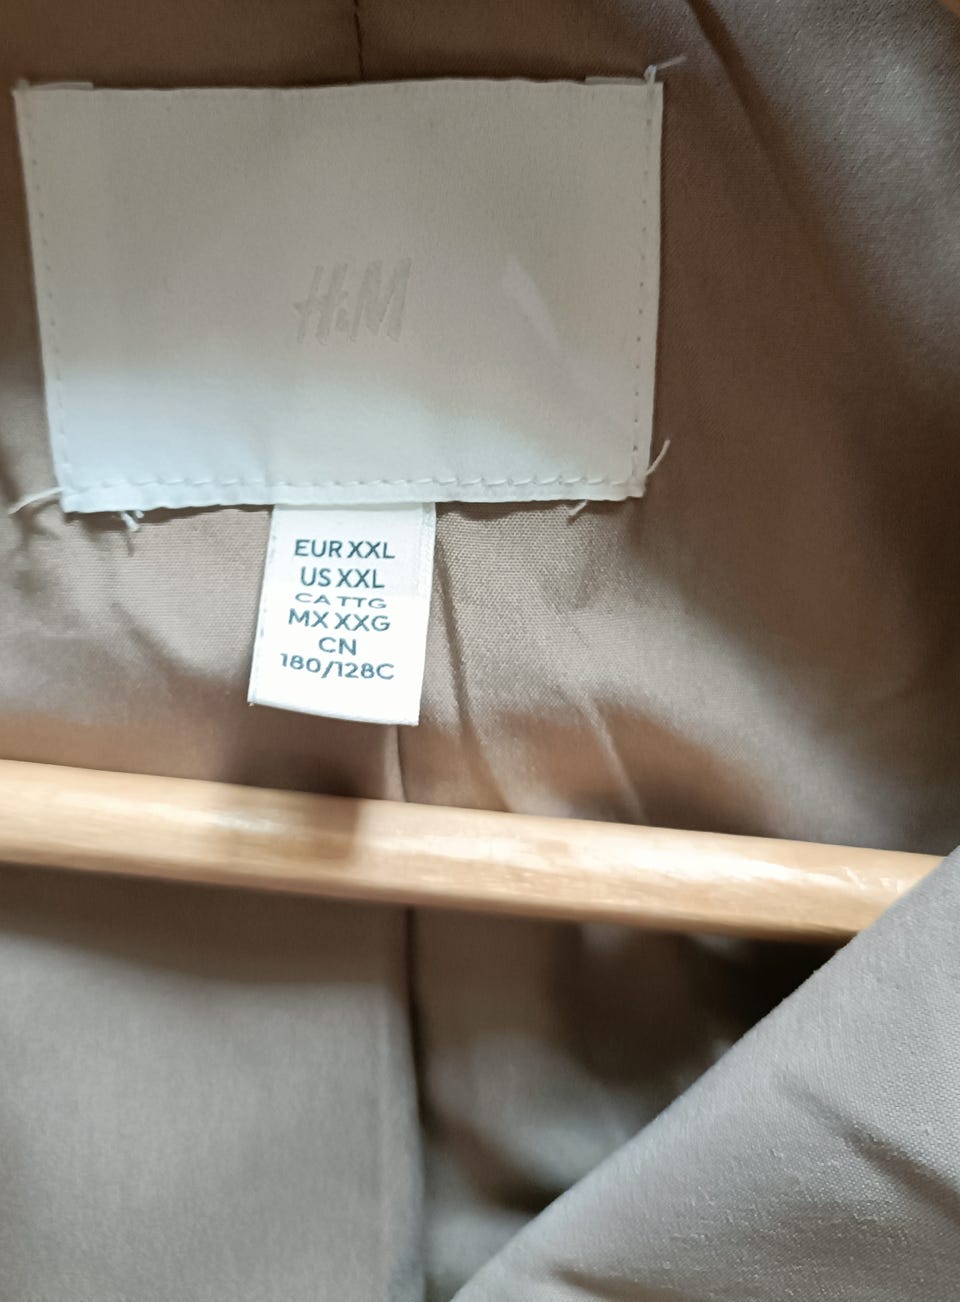 H&M
EUR XXL
US XXL
CA TTG
MX XXG
CN
180/128C